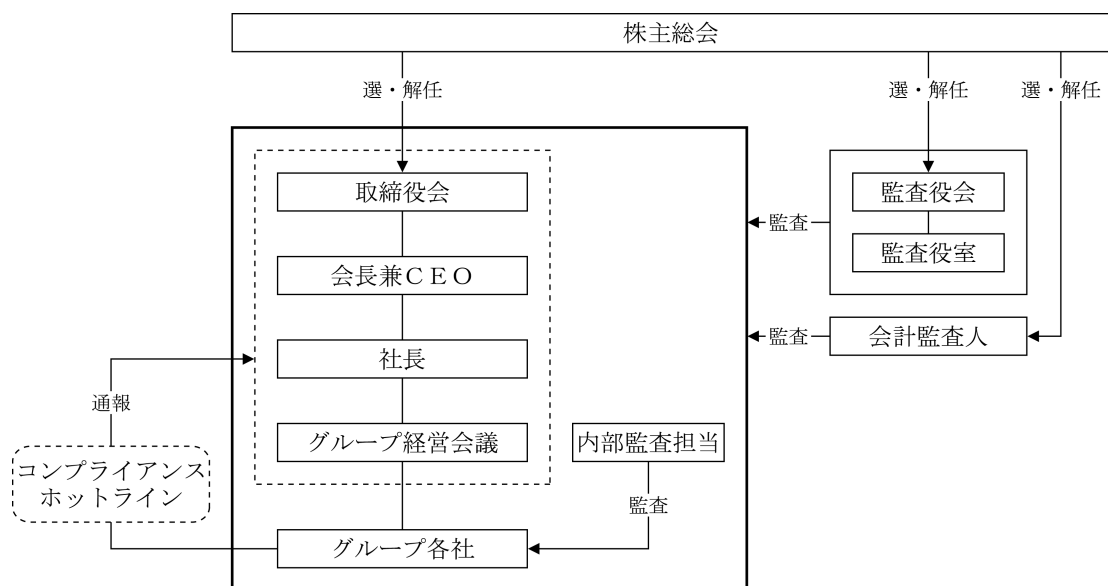 株主総会
選・解任
選・解任
選・解任
取締役会
監査役会
監査
監査役室
会長兼ＣＥＯ
監査
会計監査人
社長
通報
グループ経営会議
内部監査担当
コンプライアンス
ホットライン
監査
グループ各社